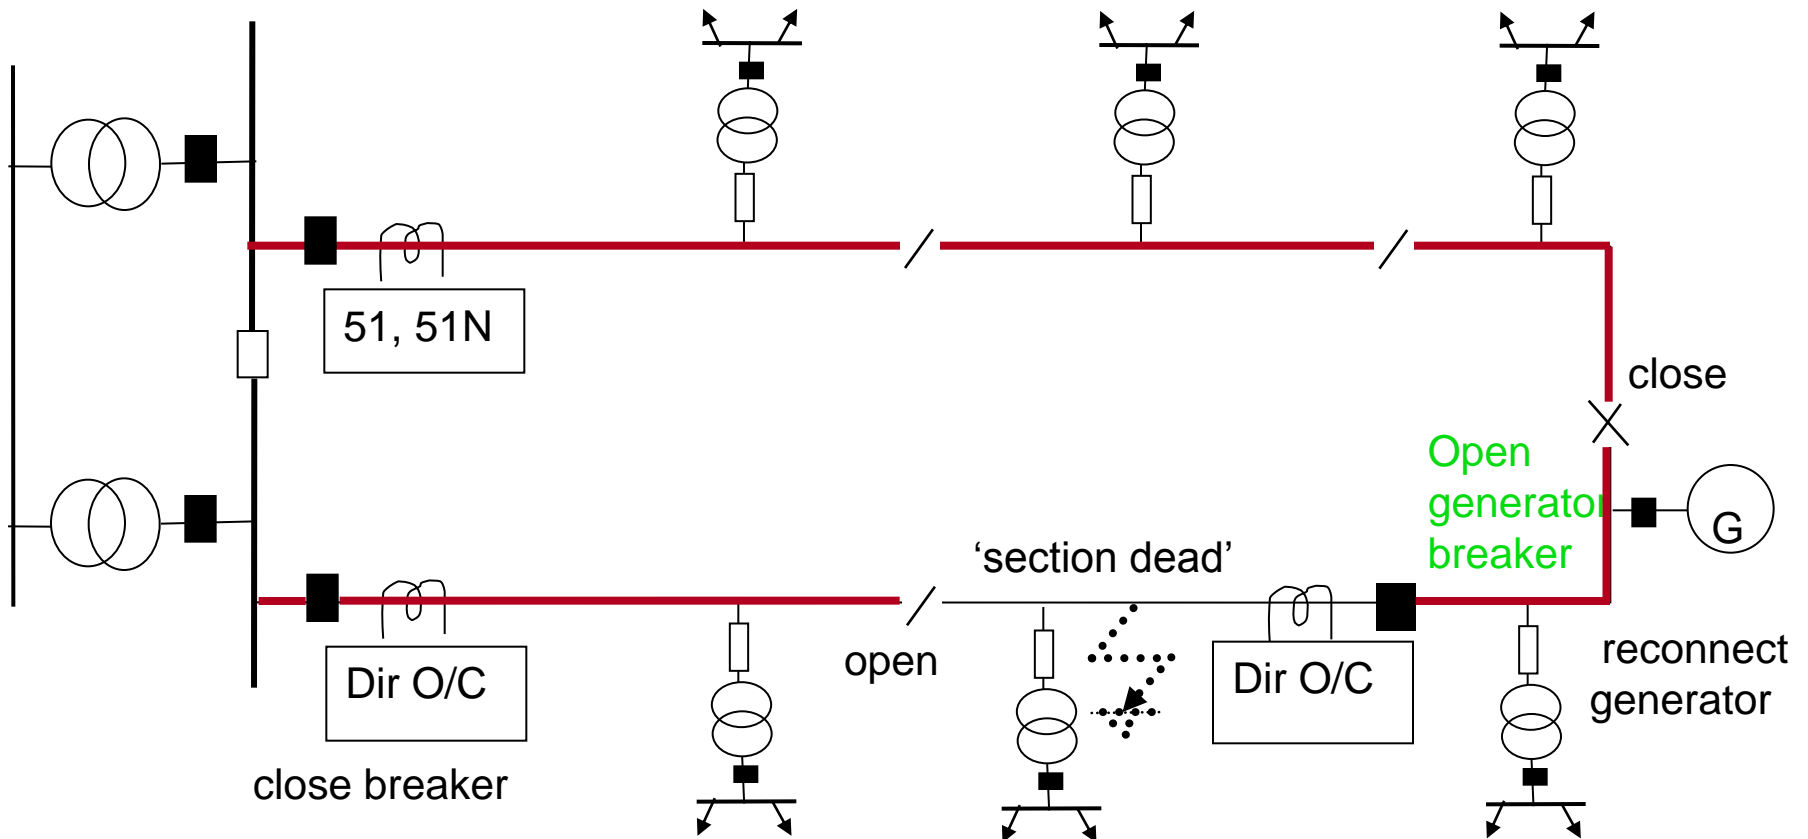 51, 51N
close
Open
generator
breaker
G
'section dead'
open
Dir O/C
Dir O/C
reconnect
generator
close breaker